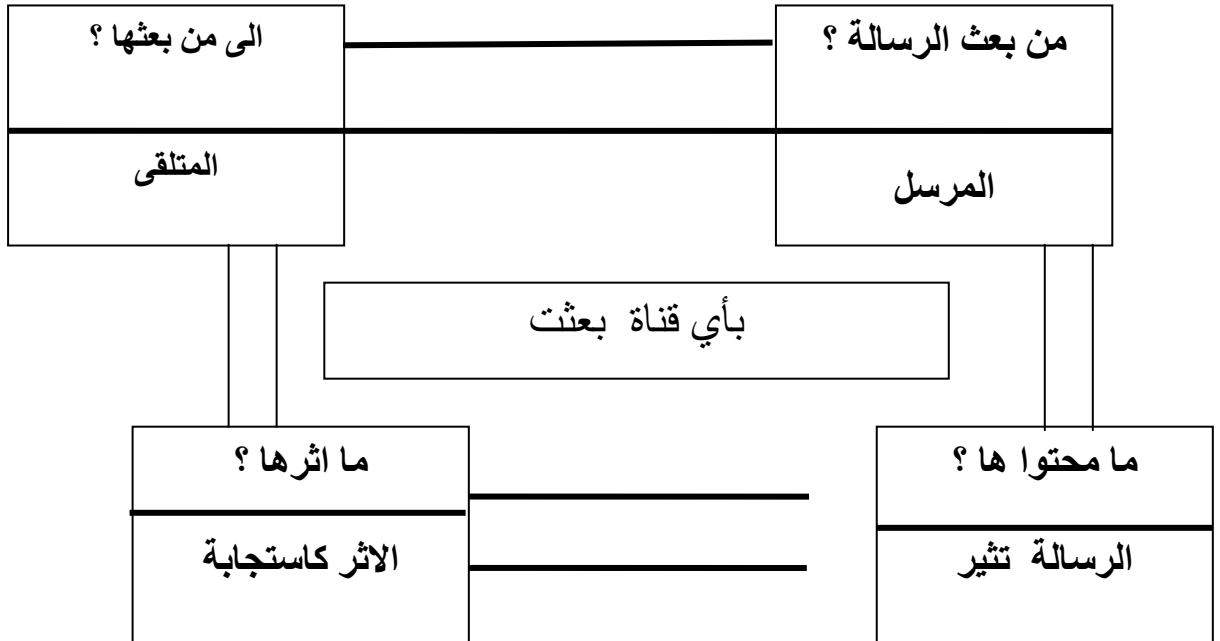 من بعث الرسالة ؟
الى من بعثها ؟
المرسل
المتلقى
بأي قناة بعثت
ما محتوا ها ؟
ما اثرها ؟
الرسالة تثير
الاثر كاستجابة